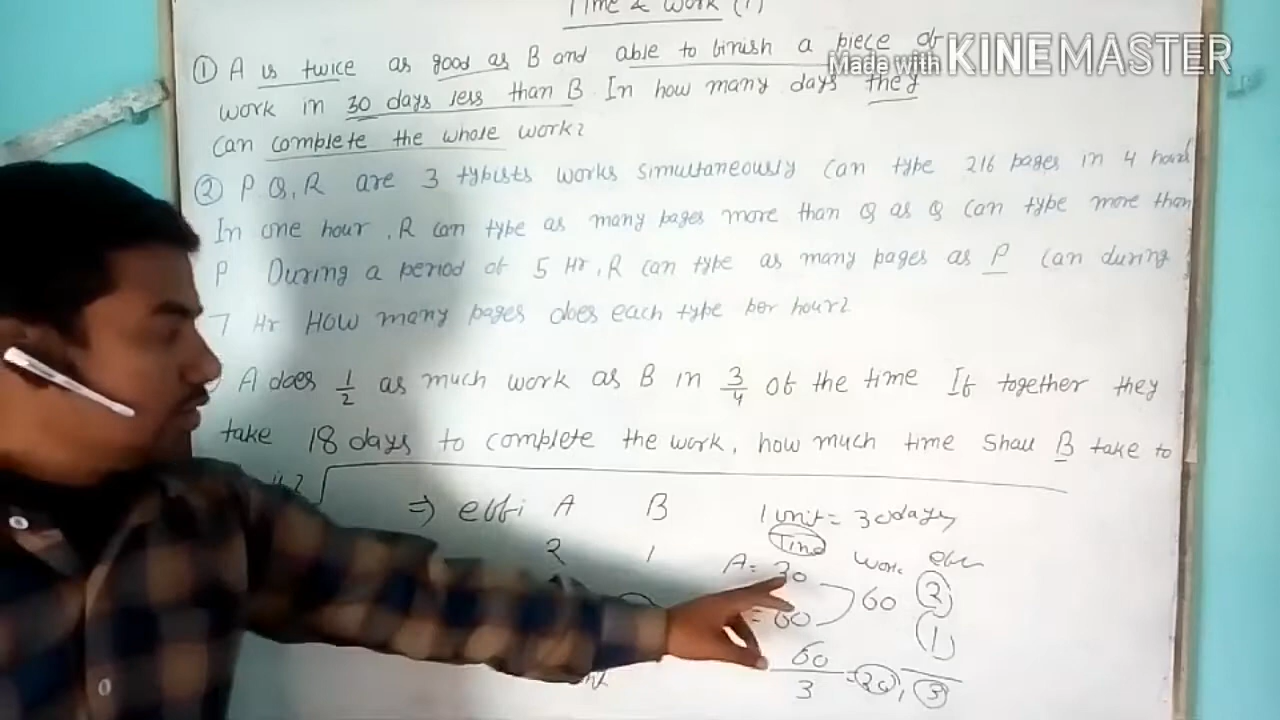 Time & Work (1)
Made with KINEMASTER
① A is twice as good as B and able to finish a piece of
work in 30 days less than B. In how many days they
can complete the whole work?
② P Q, R are 3 typists works simultaneously can type 216 pages in 4 hour
In one hour, R can type as many pages more than Q as Q can type more than
P During a period of 5 Hr, R can type as many pages as P can during
7 Hr How many pages does each type per hour?
A does 1/2 as much work as B in 3/4 of the time If together they
take 18 days to complete the work, how much time shall B take to
⇒ effi A B
2 1
1 unit = 30 days
Time work eff
A = 30
= 60
60
2
1
60/3 = 20, 3